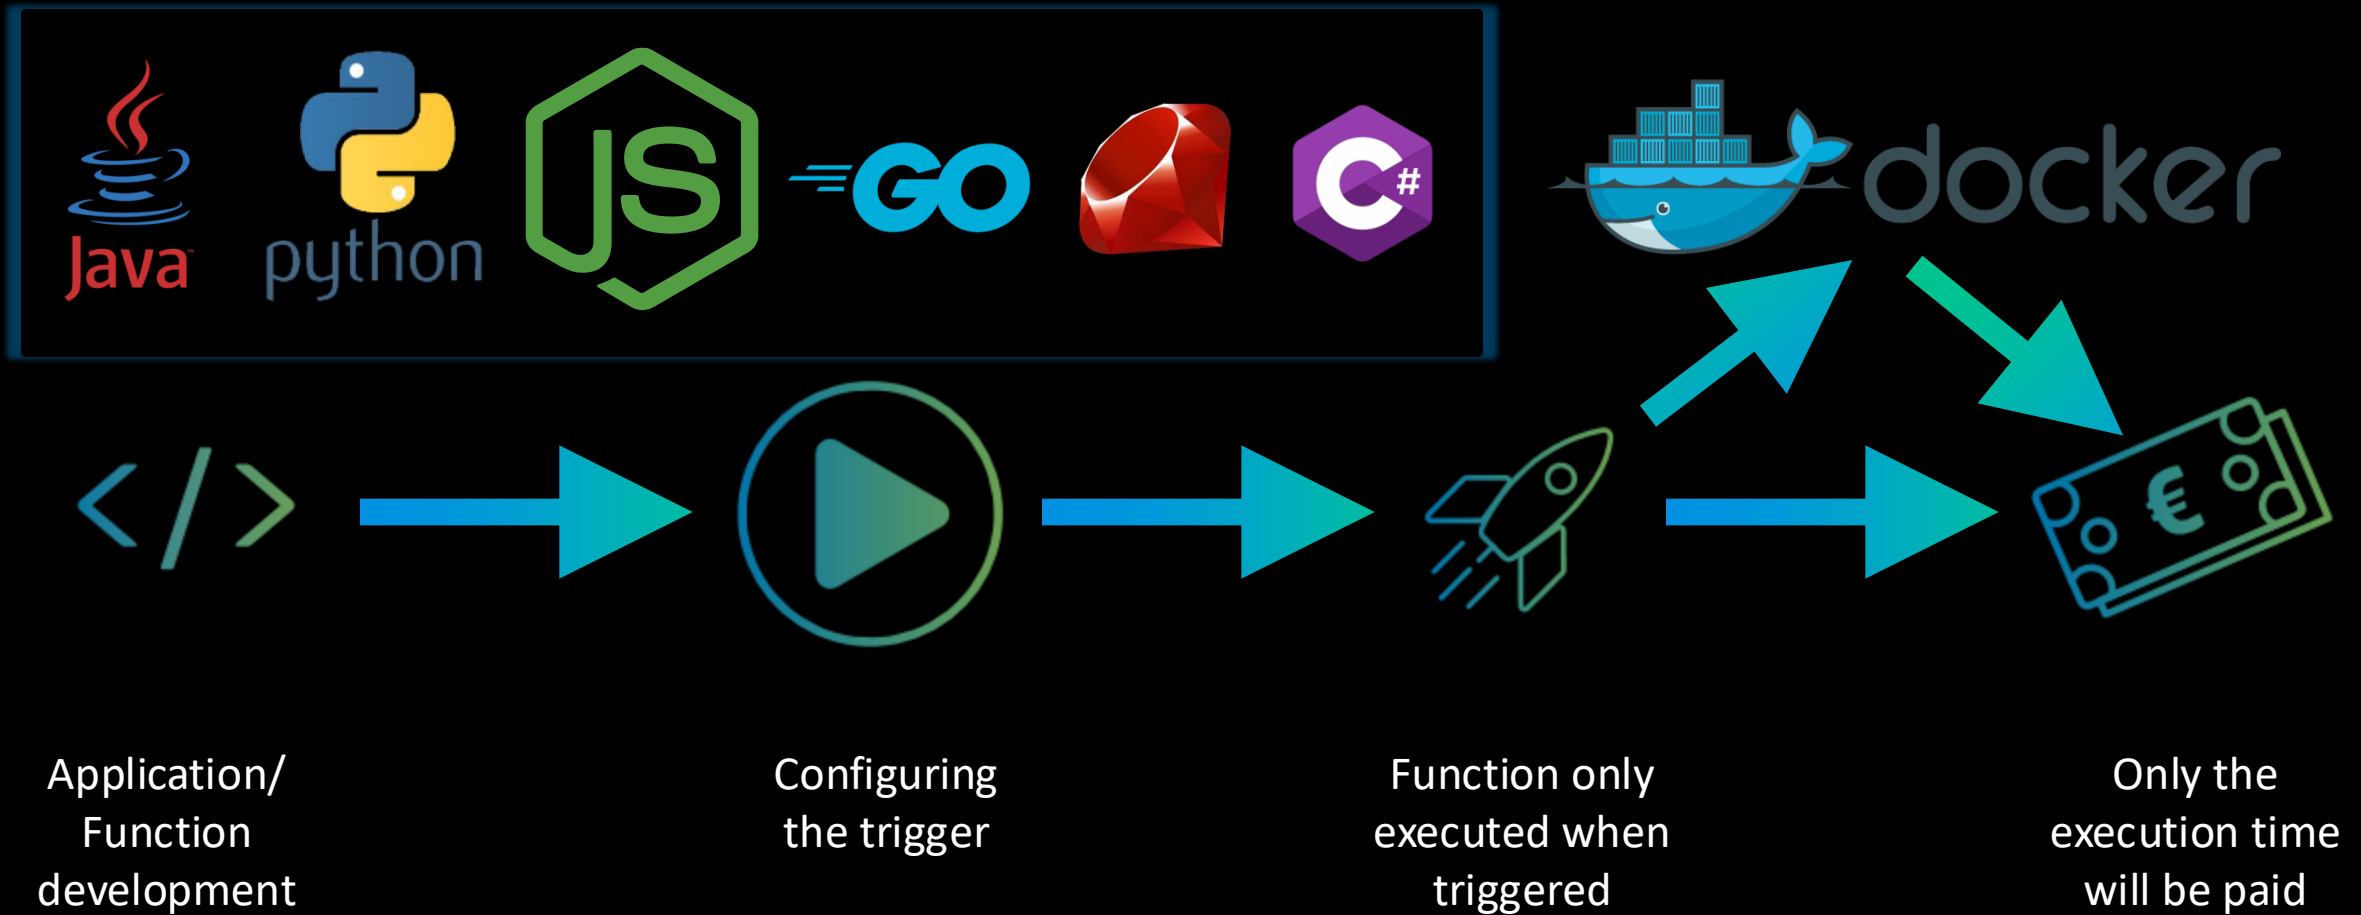 Java
python
JS
GO
C#
docker
</>
€
Application/
Function
development
Configuring
the trigger
Function only
executed when
triggered
Only the
execution time
will be paid